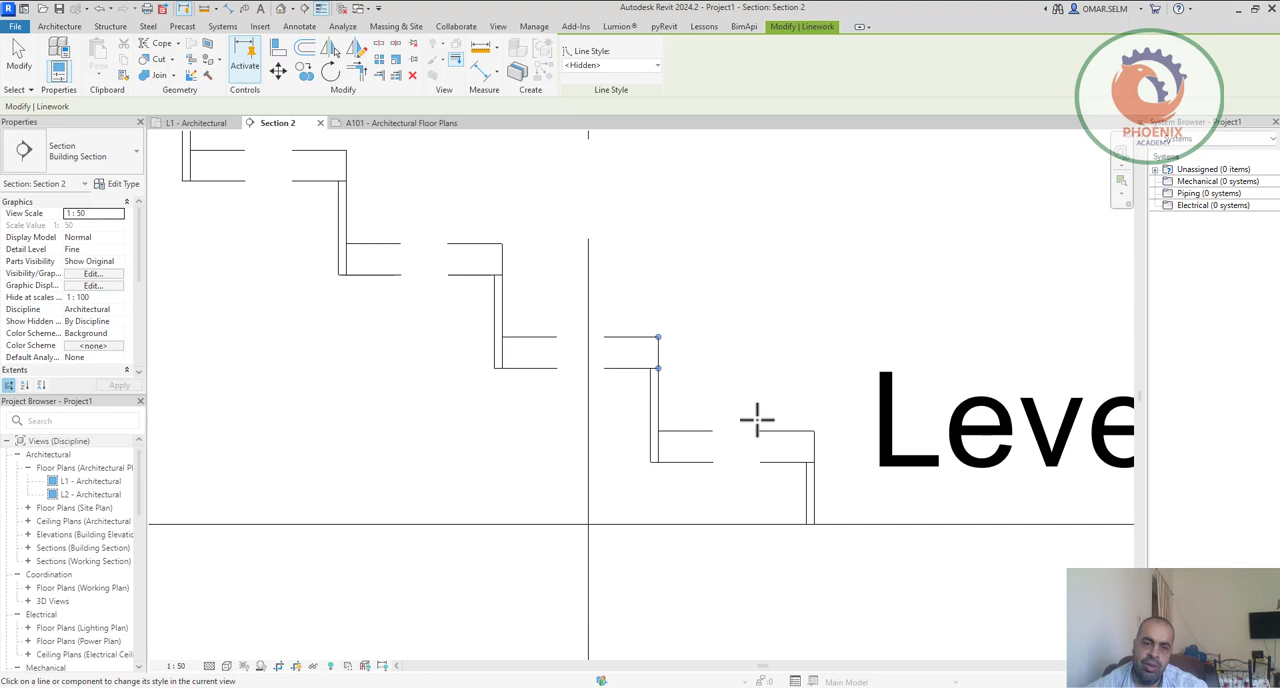 Autodesk Revit 2024.2 - Project1 - Section: Section 2
OMAR.SELM
File Architecture Structure Steel Precast Systems Insert Annotate Analyze Massing & Site Collaborate View Manage Add-Ins Lumion® pyRevit Lessons BimApi Modify | Linework
Modify
Cope
Cut
Join
Activate
Line Style:
<Hidden>
Select Properties Clipboard Geometry Controls Modify View Measure Create Line Style
Modify | Linework
Properties
L1 - Architectural
Section 2
A101 - Architectural Floor Plans
System Browser - Project1
PHOENIX
ACADEMY
Systems
Section
Building Section
Section: Section 2
Edit Type
Graphics
View Scale 1 : 50
Scale Value 1: 50
Display Model Normal
Detail Level Fine
Parts Visibility Show Original
Visibility/Grap... Edit...
Graphic Displ... Edit...
Hide at scales ... 1 : 100
Discipline Architectural
Show Hidden ... By Discipline
Color Scheme... Background
Color Scheme <none>
Default Analy... None
Extents
Apply
Unassigned (0 items)
Mechanical (0 systems)
Piping (0 systems)
Electrical (0 systems)
Leve
Project Browser - Project1
Search
Views (Discipline)
Architectural
Floor Plans (Architectural Pl
L1 - Architectural
L2 - Architectural
Floor Plans (Site Plan)
Ceiling Plans (Architectural
Elevations (Building Elevatio
Sections (Building Section)
Sections (Working Section)
Coordination
Floor Plans (Working Plan)
3D Views
Electrical
Floor Plans (Lighting Plan)
Floor Plans (Power Plan)
Ceiling Plans (Electrical Ceil
Mechanical
1 : 50
Click on a line or component to change its style in the current view
:0
Main Model